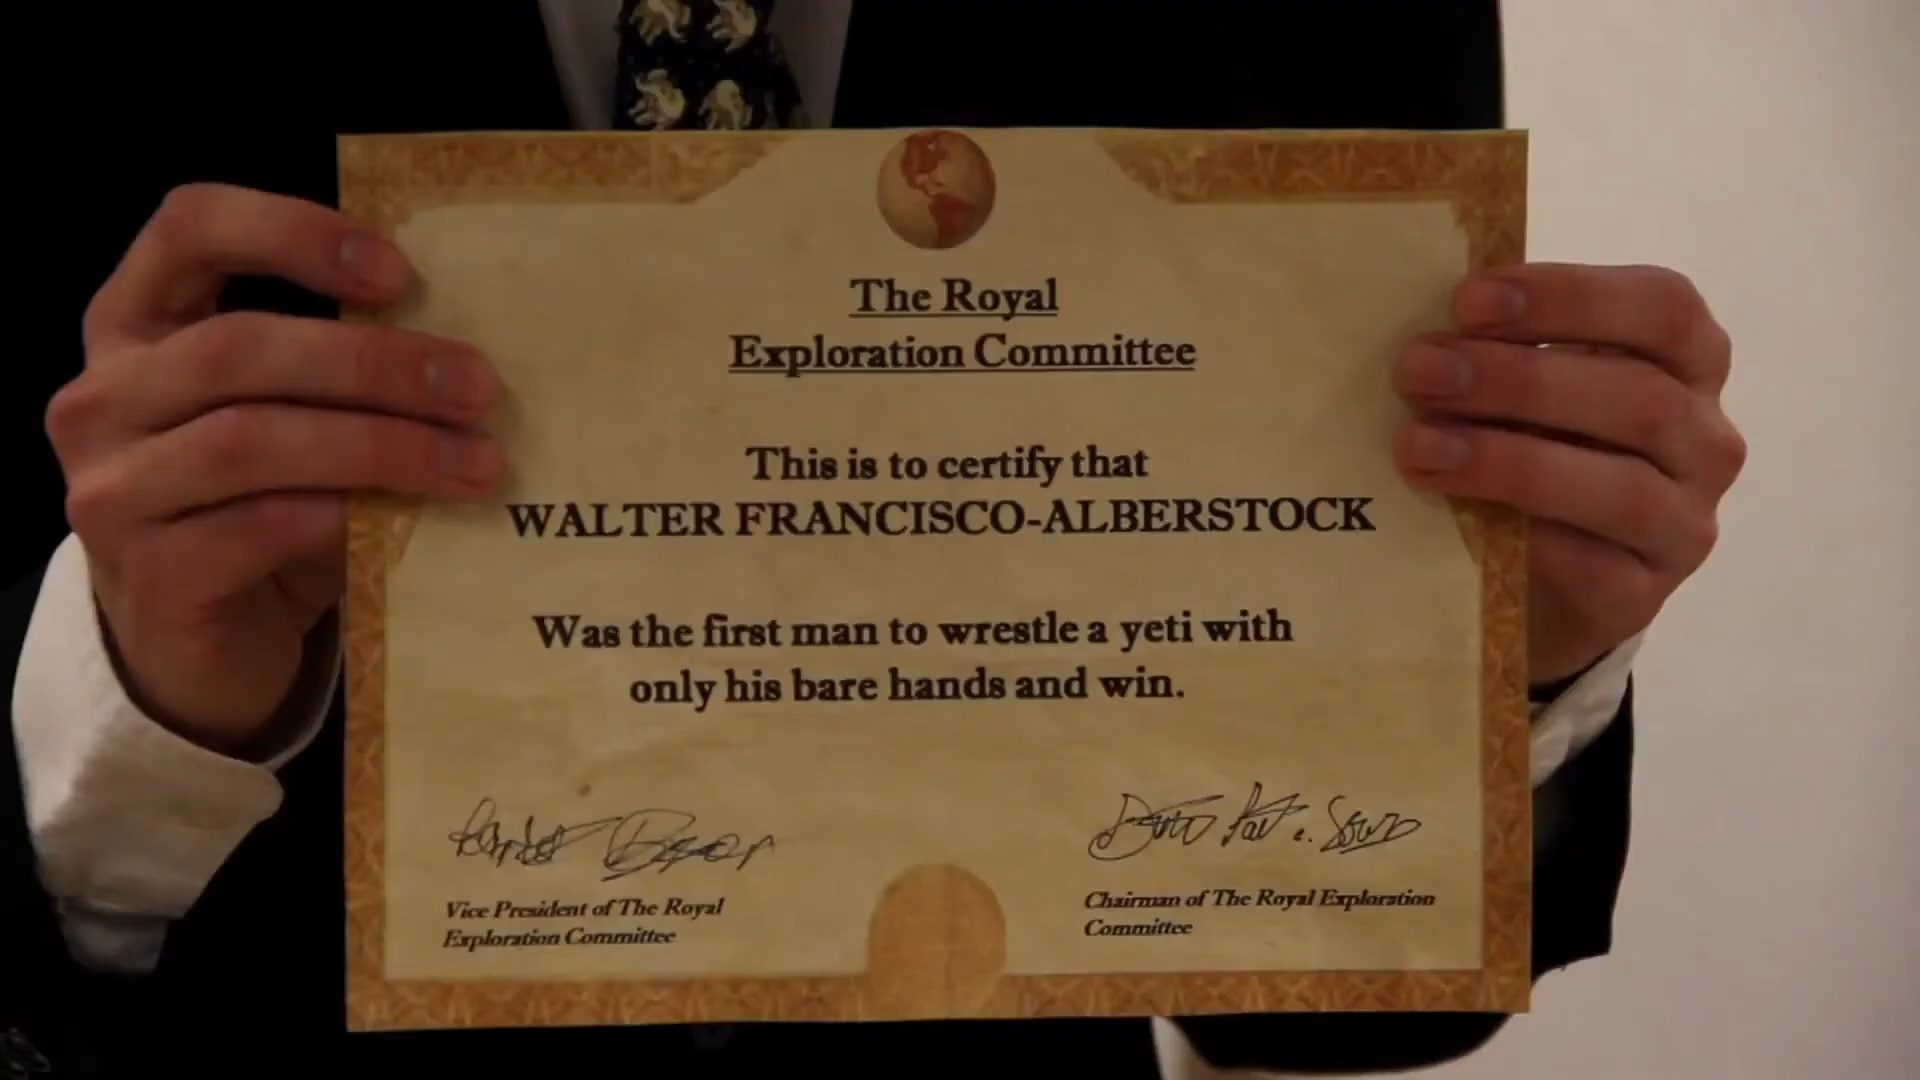 The Royal
Exploration Committee
This is to certify that
WALTER FRANCISCO-ALBERSTOCK
Was the first man to wrestle a yeti with
only his bare hands and win.
Vice President of The Royal
Exploration Committee
Chairman of The Royal Exploration
Committee